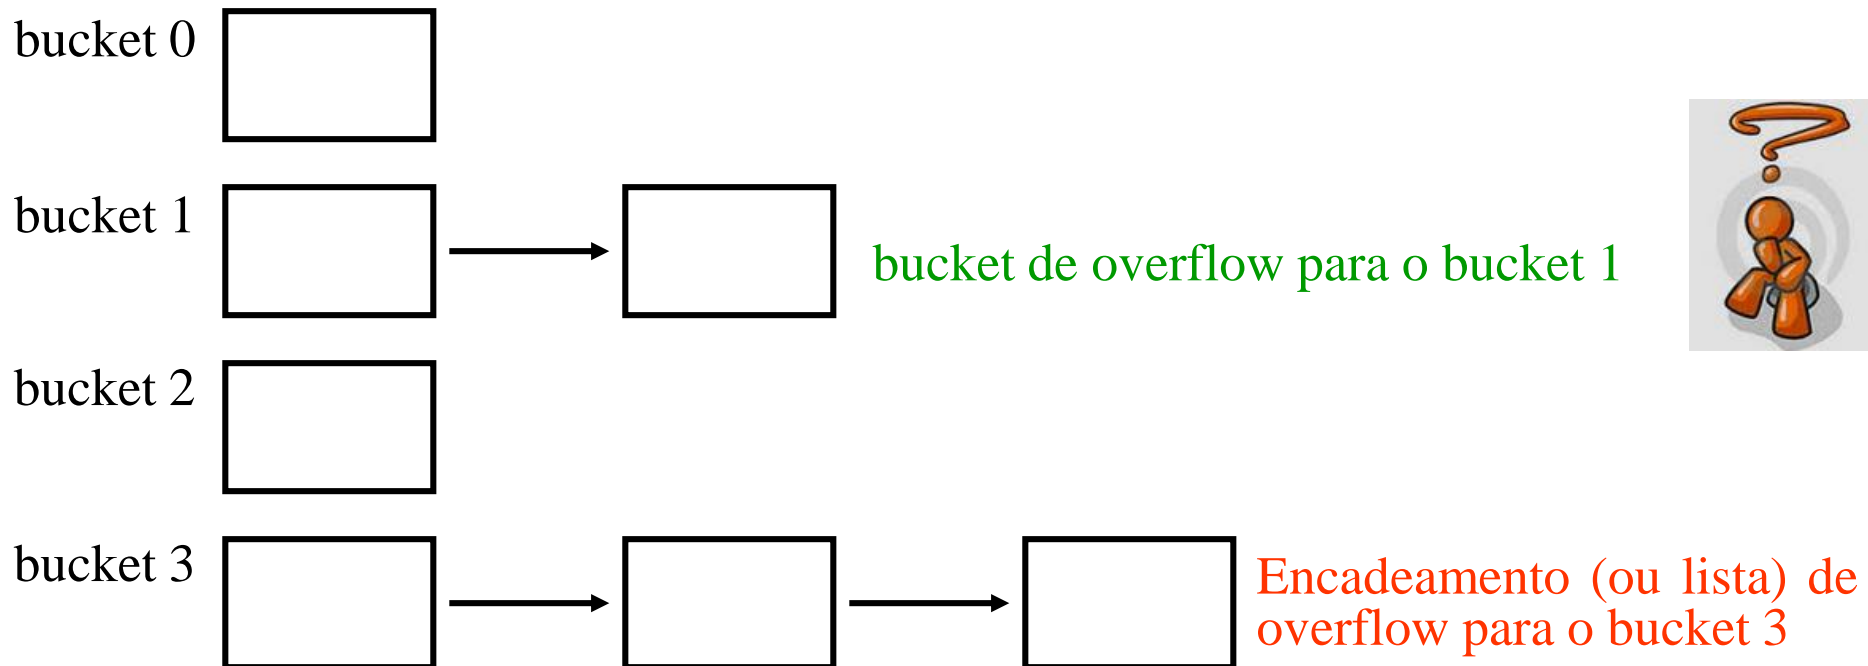 bucket 0
bucket 1
bucket de overflow para o bucket 1
bucket 2
bucket 3
Encadeamento (ou lista) de
overflow para o bucket 3